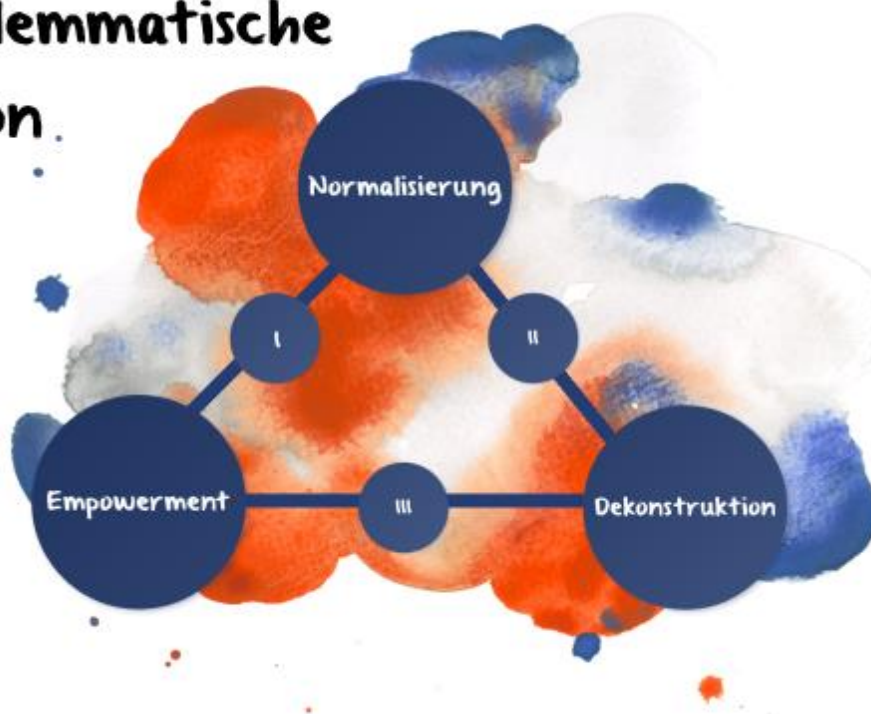 lemmatische
on
Normalisierung
I
II
Empowerment
III
Dekonstruktion